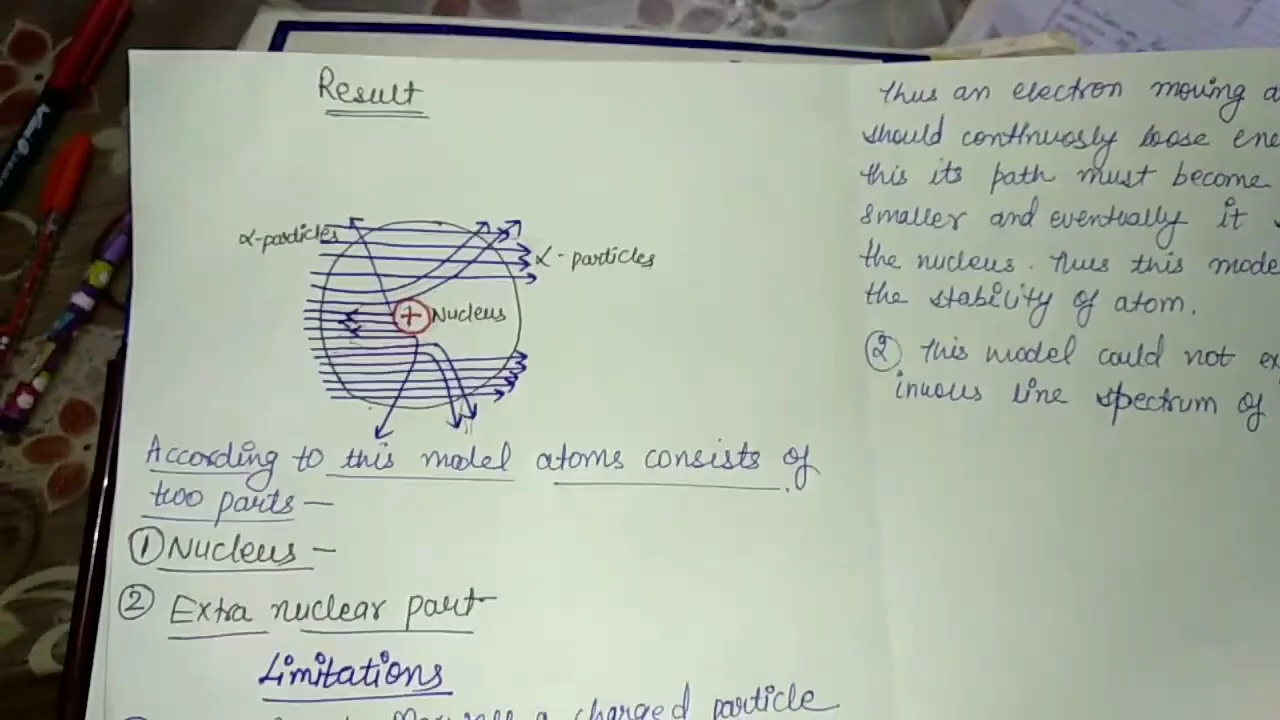 Result
α-particles
α- particles
+ Nucleus
According to this model atoms consists of
two parts —
① Nucleus —
② Extra nuclear part
Limitations
a charged particle
Thus an electron moving
should continuosly loose
this its path must become
smaller and eventually it
the nucleus. Thus this
the stability of atom.
② This model could not
inuous line spectrum of